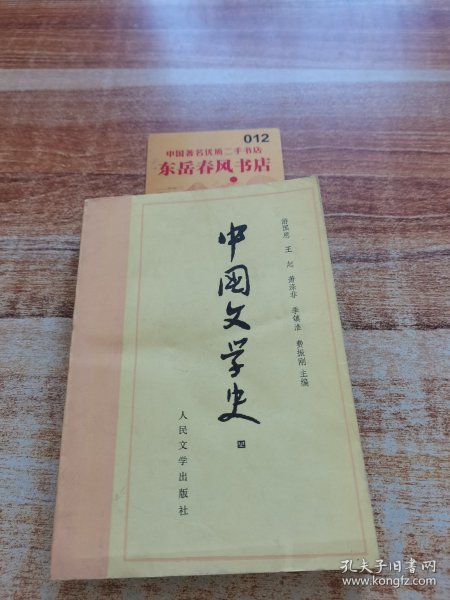 012
中国著名优质二手书店
东岳春风书店
游国恩 王起 萧涤非 季镇淮 费振刚 主编
中国文学史
四
人民文学出版社
孔夫子旧书网
www.kongfz.com